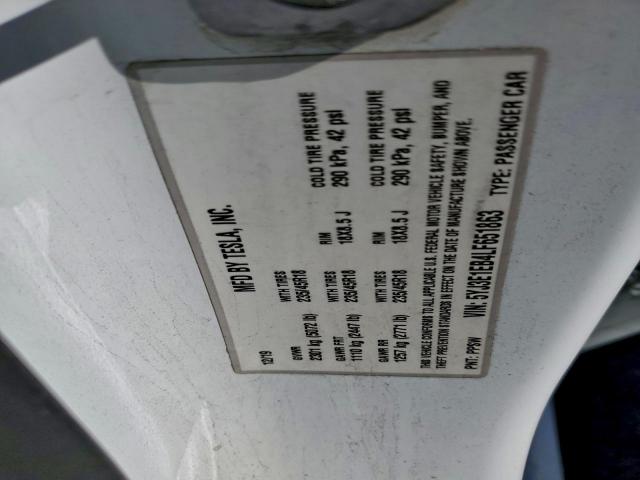 MFD BY TESLA, INC.
12/19
GVWR WITH TIRES
2301 kg (5072 lb) 235/45R18
GAWR FRT WITH TIRES RIM COLD TIRE PRESSURE
1110 kg (2447 lb) 235/45R18 18X8.5 J 290 kPa, 42 psi
GAWR RR WITH TIRES RIM COLD TIRE PRESSURE
1257 kg (2771 lb) 235/45R18 18X8.5 J 290 kPa, 42 psi
THIS VEHICLE CONFORMS TO ALL APPLICABLE U.S. FEDERAL MOTOR VEHICLE SAFETY, BUMPER, AND
THEFT PREVENTION STANDARDS IN EFFECT ON THE DATE OF MANUFACTURE SHOWN ABOVE.
PNT: PPSW VIN: 5YJ3E1EB4LF651863 TYPE: PASSENGER CAR